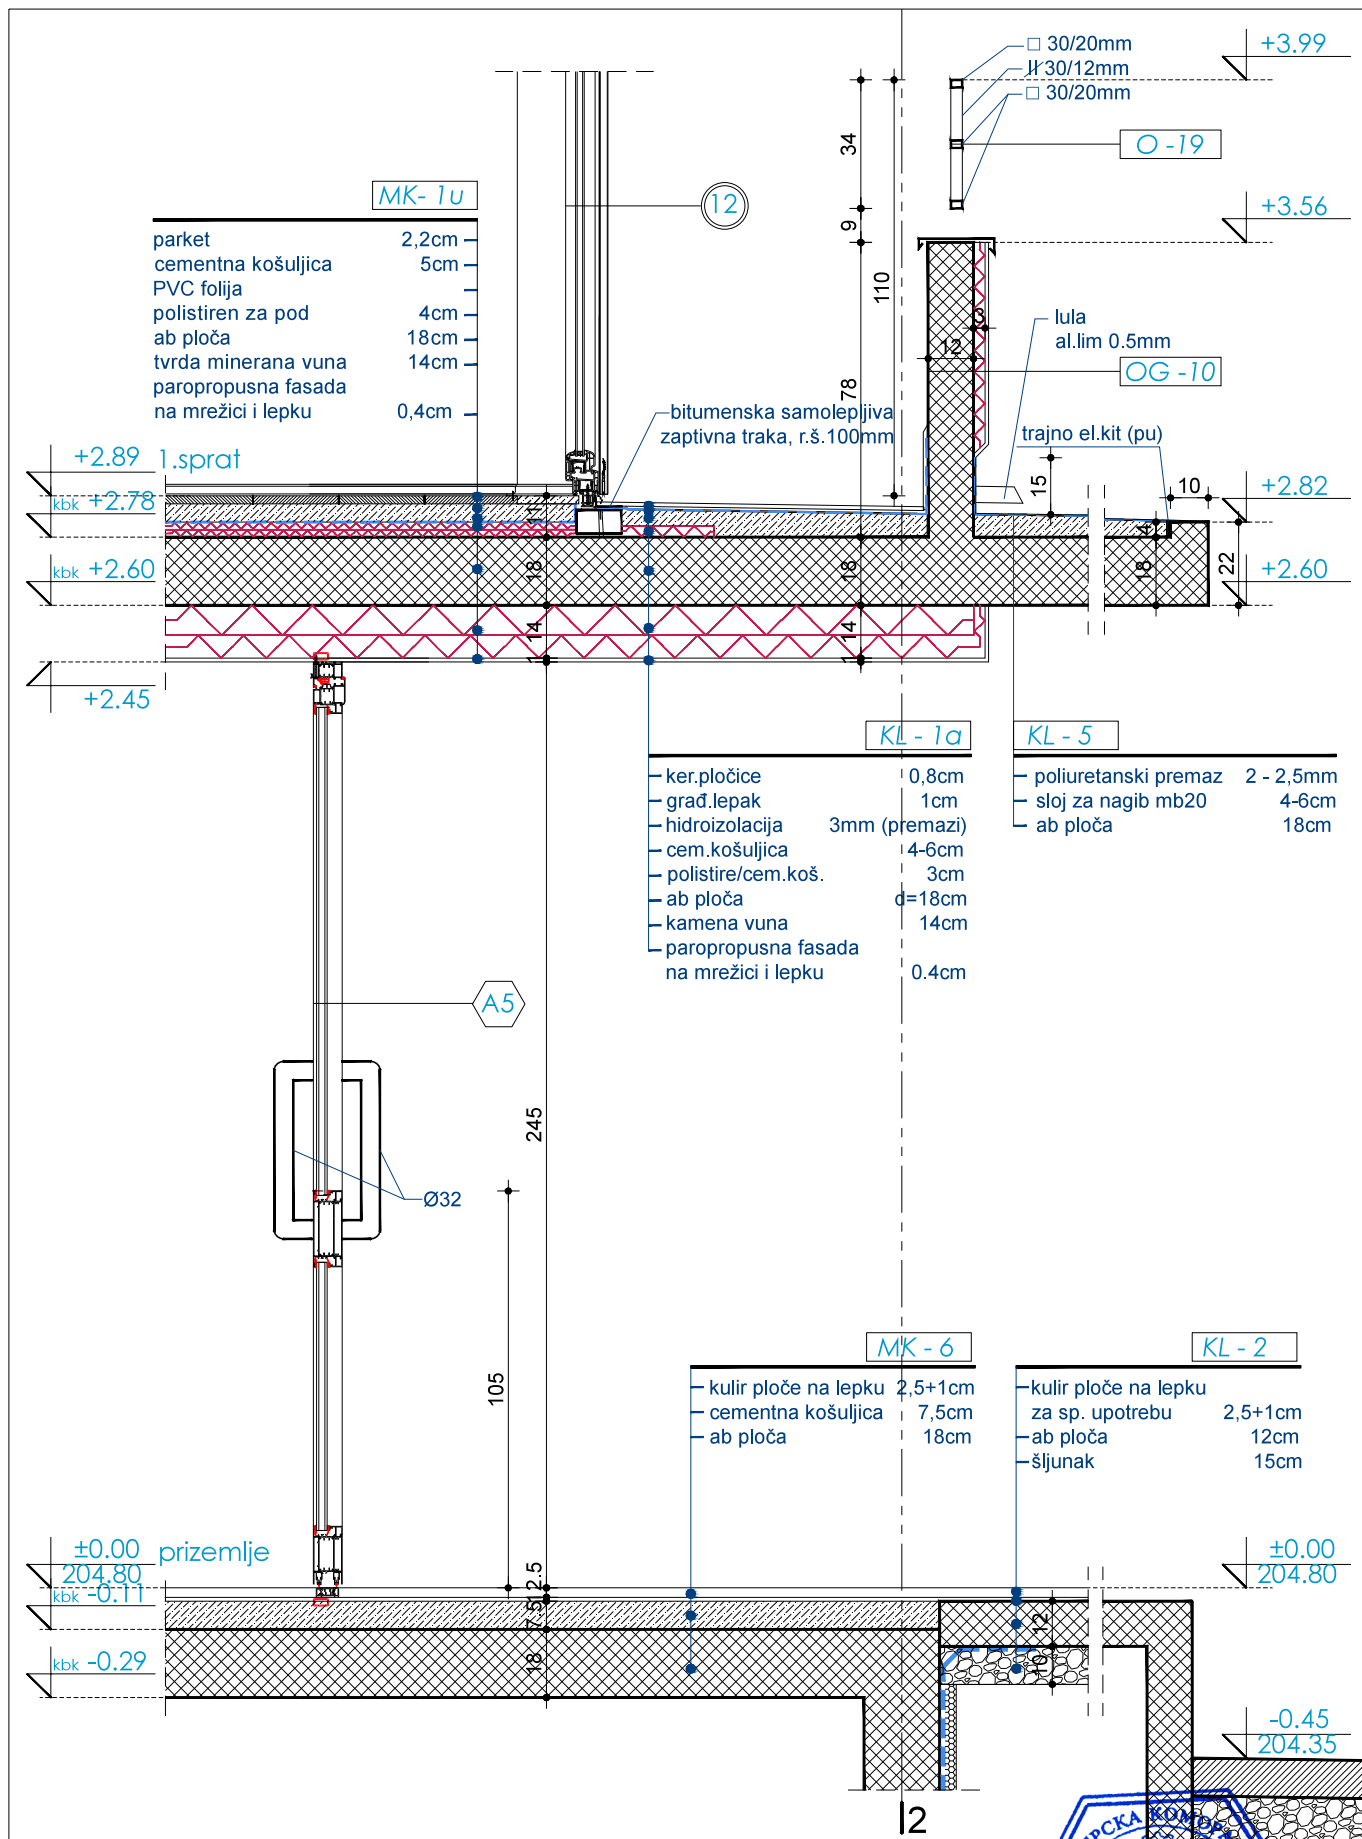 □ 30/20mm
II 30/12mm
□ 30/20mm
+3.99
O -19
34
9
110
78
+3.56
MK- 1u
parket 2,2cm
cementna košuljica 5cm
PVC folija
polistiren za pod 4cm
ab ploča 18cm
tvrda minerana vuna 14cm
paropropusna fasada
na mrežici i lepku 0,4cm
12
3
12
lula
al.lim 0.5mm
OG -10
bitumenska samolepljiva
zaptivna traka, r.š.100mm
trajno el.kit (pu)
+2.89 1.sprat
kbk +2.78
kbk +2.60
+2.45
15
10
+2.82
+2.60
11
18
14
1
18
14
1
4
18
22
KL - 1a
ker.pločice 0,8cm
građ.lepak 1cm
hidroizolacija 3mm (premazi)
cem.košuljica 4-6cm
polistire/cem.koš. 3cm
ab ploča d=18cm
kamena vuna 14cm
paropropusna fasada
na mrežici i lepku 0.4cm
KL - 5
poliuretanski premaz 2 - 2,5mm
sloj za nagib mb20 4-6cm
ab ploča 18cm
A5
245
Ø32
105
MK - 6
kulir ploče na lepku 2,5+1cm
cementna košuljica 7,5cm
ab ploča 18cm
KL - 2
kulir ploče na lepku
za sp. upotrebu 2,5+1cm
ab ploča 12cm
šljunak 15cm
±0.00 prizemlje
204.80
kbk -0.11
kbk -0.29
2.5
1
7.5
18
12
10
±0.00
204.80
-0.45
204.35
2